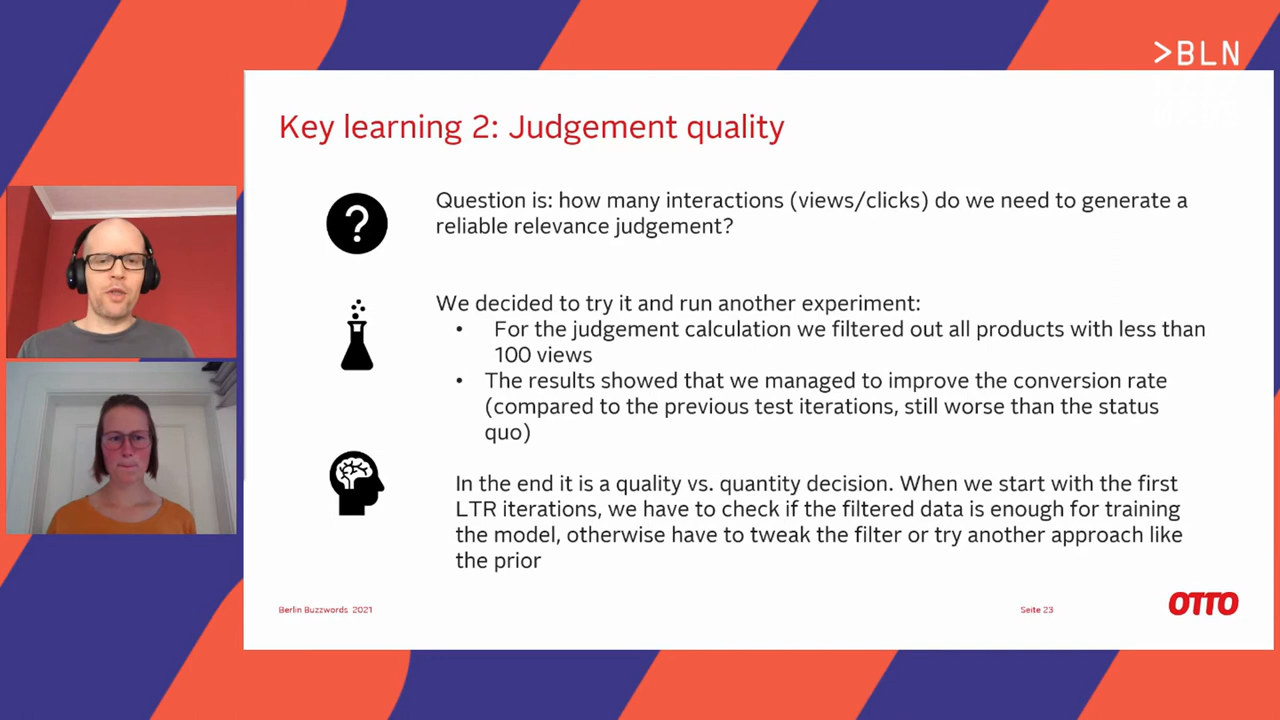 >BLN
Key learning 2: Judgement quality
?
Question is: how many interactions (views/clicks) do we need to generate a
reliable relevance judgement?
We decided to try it and run another experiment:
• For the judgement calculation we filtered out all products with less than
100 views
• The results showed that we managed to improve the conversion rate
(compared to the previous test iterations, still worse than the status
quo)
In the end it is a quality vs. quantity decision. When we start with the first
LTR iterations, we have to check if the filtered data is enough for training
the model, otherwise have to tweak the filter or try another approach like
the prior
Berlin Buzzwords 2021
Seite 23
OTTO